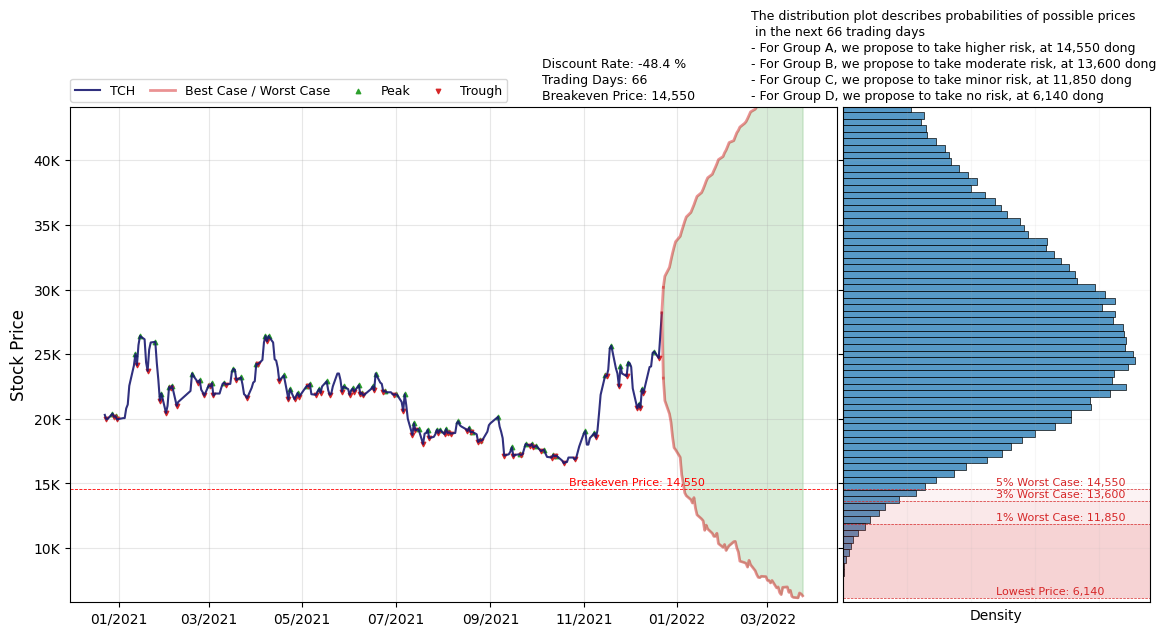 The distribution plot describes probabilities of possible prices
in the next 66 trading days
- For Group A, we propose to take higher risk, at 14,550 dong
- For Group B, we propose to take moderate risk, at 13,600 dong
- For Group C, we propose to take minor risk, at 11,850 dong
- For Group D, we propose to take no risk, at 6,140 dong
Discount Rate: -48.4 %
Trading Days: 66
Breakeven Price: 14,550
TCH Best Case / Worst Case Peak Trough
Stock Price
40K
35K
30K
25K
20K
15K
10K
Breakeven Price: 14,550
5% Worst Case: 14,550
3% Worst Case: 13,600
1% Worst Case: 11,850
Lowest Price: 6,140
01/2021 03/2021 05/2021 07/2021 09/2021 11/2021 01/2022 03/2022
Density